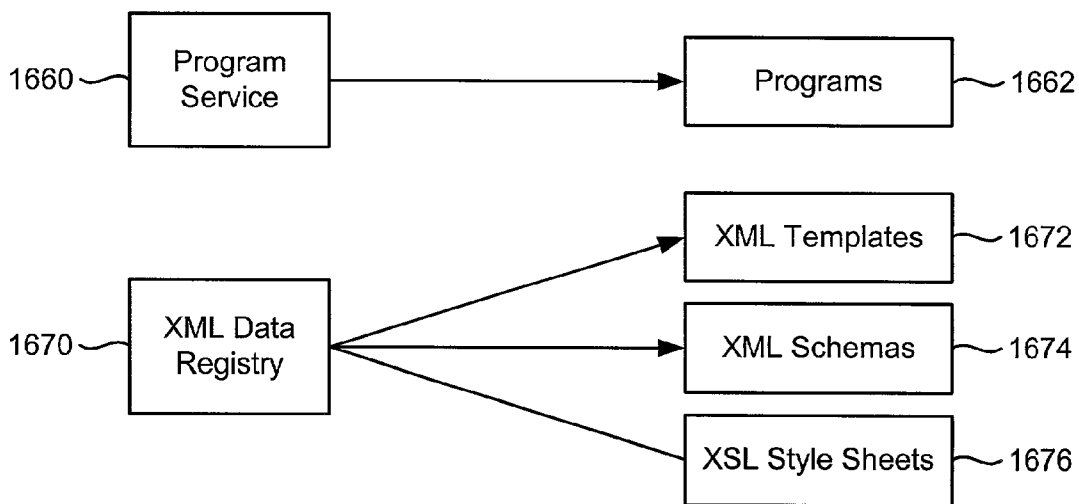 1660
Program
Service
Programs
1662
XML Templates
1672
1670
XML Data
Registry
XML Schemas
1674
XSL Style Sheets
1676